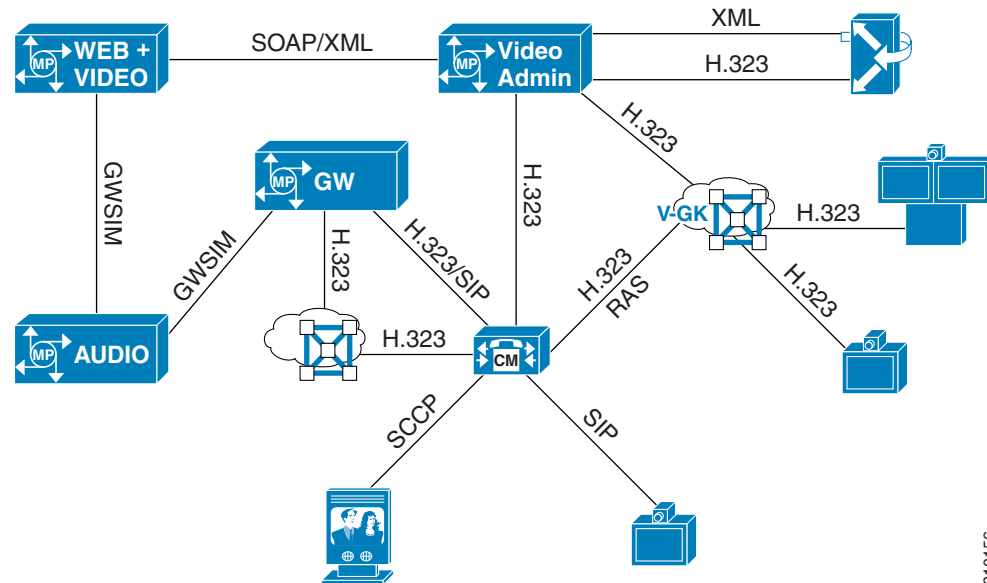 XML
SOAP/XML
MP
WEB +
VIDEO
MP
Video
Admin
H.323
H.323
GWSIM
MP
GW
H.323
V-GK
H.323
GWSIM
H.323
H.323/SIP
H.323
RAS
H.323
MP
AUDIO
H.323
CM
SCCP
SIP